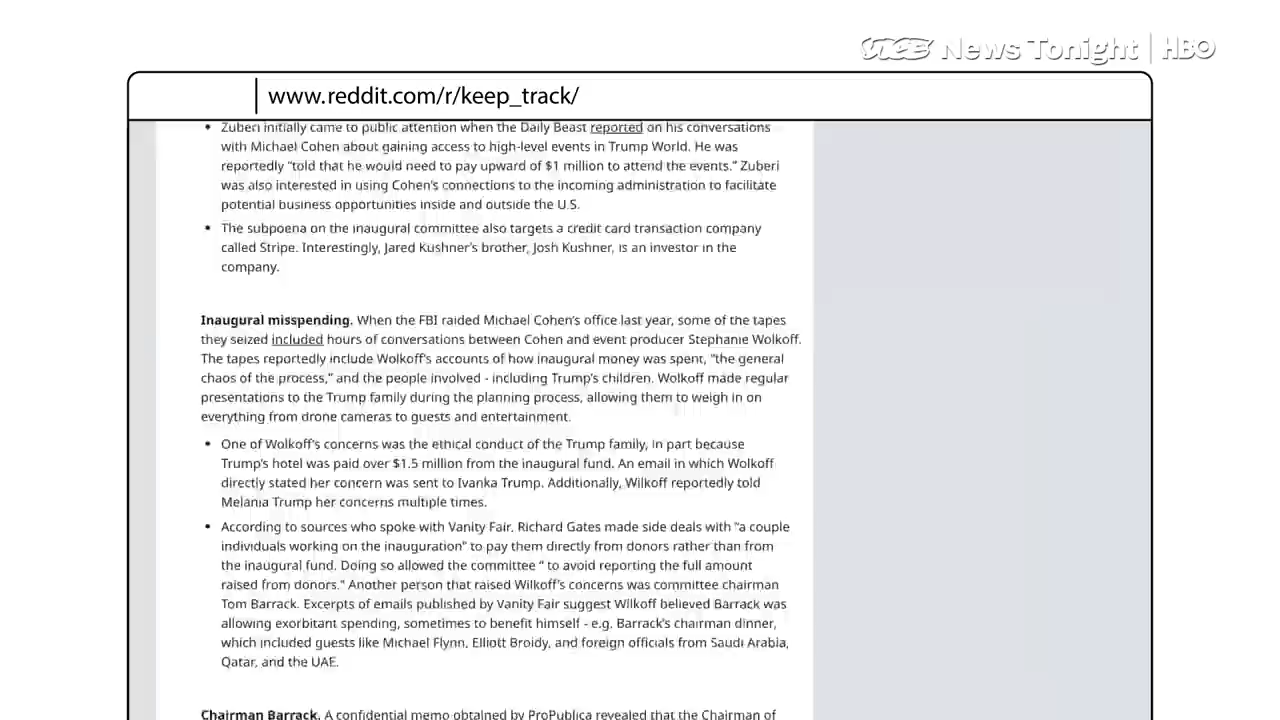 VICE News Tonight | HBO
www.reddit.com/r/keep_track/
• Zuberi initially came to public attention when the Daily Beast reported on his conversations
with Michael Cohen about gaining access to high-level events in Trump World. He was
reportedly "told that he would need to pay upward of $1 million to attend the events." Zuberi
was also interested in using Cohen's connections to the incoming administration to facilitate
potential business opportunities inside and outside the U.S.
• The subpoena on the inaugural committee also targets a credit card transaction company
called Stripe. Interestingly, Jared Kushner's brother, Josh Kushner, is an investor in the
company.
Inaugural misspending. When the FBI raided Michael Cohen's office last year, some of the tapes
they seized included hours of conversations between Cohen and event producer Stephanie Wolkoff.
The tapes reportedly include Wolkoff's accounts of how inaugural money was spent, "the general
chaos of the process," and the people involved - including Trump's children. Wolkoff made regular
presentations to the Trump family during the planning process, allowing them to weigh in on
everything from drone cameras to guests and entertainment.
• One of Wolkoff's concerns was the ethical conduct of the Trump family, in part because
Trump's hotel was paid over $1.5 million from the inaugural fund. An email in which Wolkoff
directly stated her concern was sent to Ivanka Trump. Additionally, Wilkoff reportedly told
Melania Trump her concerns multiple times.
• According to sources who spoke with Vanity Fair, Richard Gates made side deals with "a couple
individuals working on the inauguration" to pay them directly from donors rather than from
the inaugural fund. Doing so allowed the committee " to avoid reporting the full amount
raised from donors." Another person that raised Wilkoff's concerns was committee chairman
Tom Barrack. Excerpts of emails published by Vanity Fair suggest Wilkoff believed Barrack was
allowing exorbitant spending, sometimes to benefit himself - e.g. Barrack's chairman dinner,
which included guests like Michael Flynn, Elliott Broidy, and foreign officials from Saudi Arabia,
Qatar, and the UAE.
Chairman Barrack. A confidential memo obtained by ProPublica revealed that the Chairman of